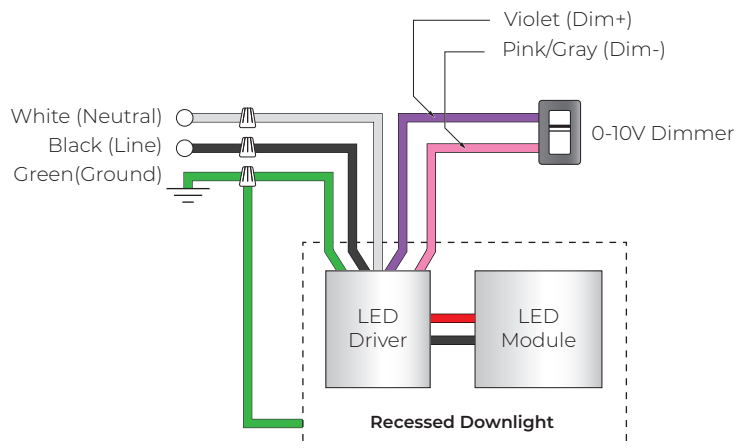 Violet (Dim+)
Pink/Gray (Dim-)
White (Neutral)
Black (Line)
Green(Ground)
0-10V Dimmer
LED
Driver
LED
Module
Recessed Downlight